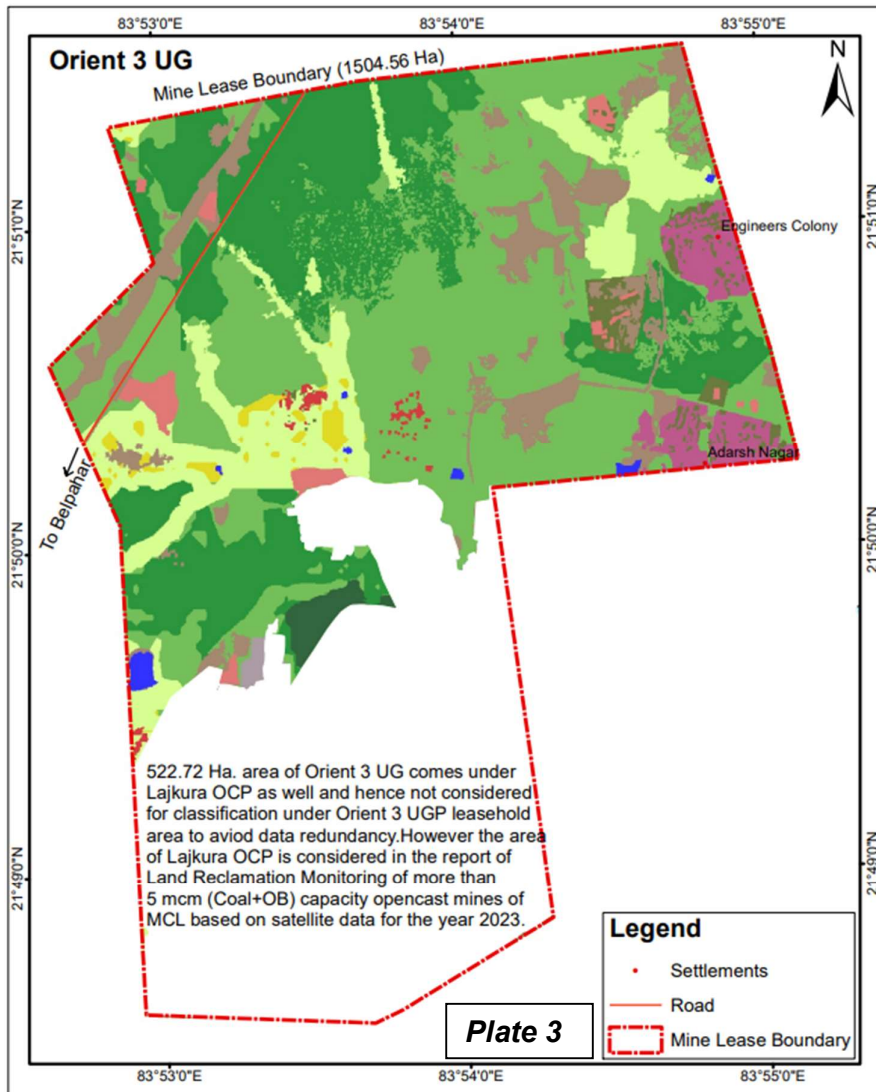 83°53'0"E 83°54'0"E 83°55'0"E
Orient 3 UG
Mine Lease Boundary (1504.56 Ha)
N
21°51'0"N 21°51'0"N
Engineers Colony
Adarsh Nagar
To Belpahar
21°50'0"N 21°50'0"N
522.72 Ha. area of Orient 3 UG comes under
Lajkura OCP as well and hence not considered
for classification under Orient 3 UGP leasehold
area to aviod data redundancy.However the area
of Lajkura OCP is considered in the report of
Land Reclamation Monitoring of more than
5 mcm (Coal+OB) capacity opencast mines of
MCL based on satellite data for the year 2023.
21°49'0"N 21°49'0"N
Legend
Settlements
Road
Mine Lease Boundary
Plate 3
83°53'0"E 83°54'0"E 83°55'0"E